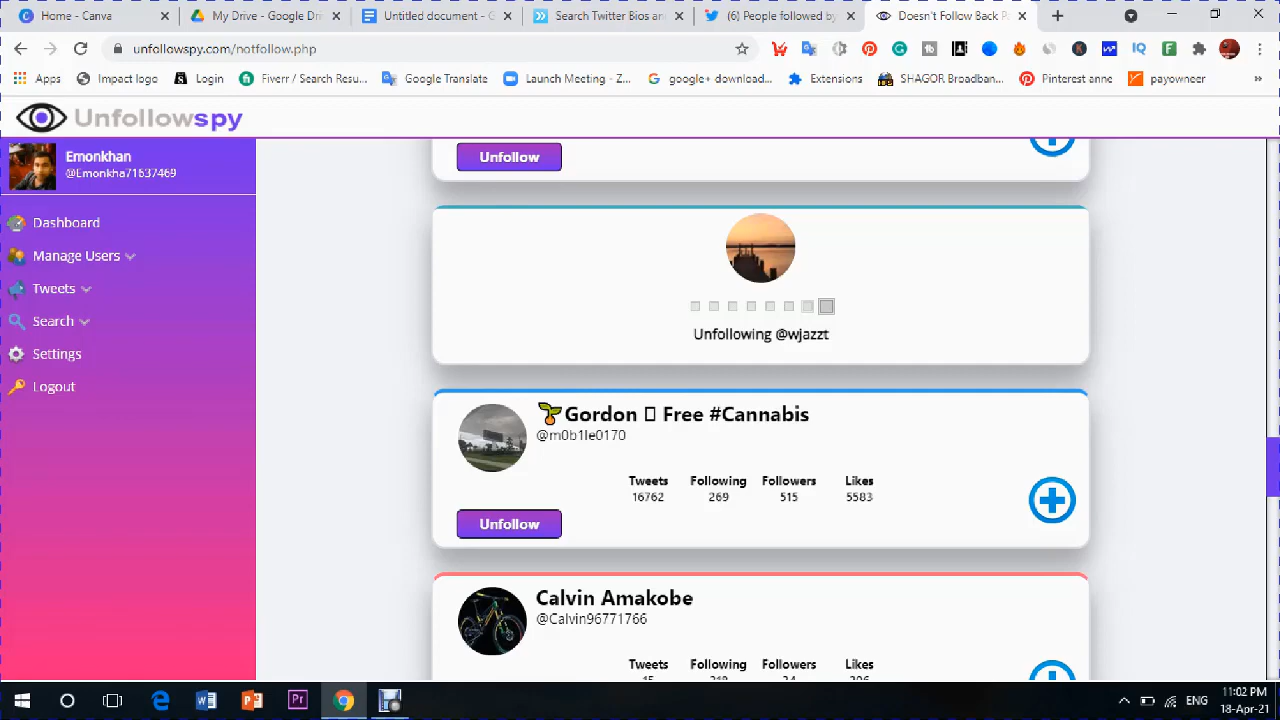 Home - Canva
My Drive - Google Dri
Untitled document - G
Search Twitter Bios an
(6) People followed by
Doesn't Follow Back P
unfollowspy.com/notfollow.php
Apps
Impact logo
Login
Fiverr / Search Resu...
Google Translate
Launch Meeting - Z...
google+ download...
Extensions
SHAGOR Broadban...
Pinterest anne
payowneer
Unfollowspy
Emonkhan
@Emonkha71637469
Dashboard
Manage Users
Tweets
Search
Settings
Logout
Unfollow
Unfollowing @wjazzt
Gordon Free #Cannabis
@m0b1le0170
Tweets Following Followers Likes
16762 269 515 5583
Unfollow
Calvin Amakobe
@Calvin96771766
Tweets Following Followers Likes
ENG
11:02 PM
18-Apr-21